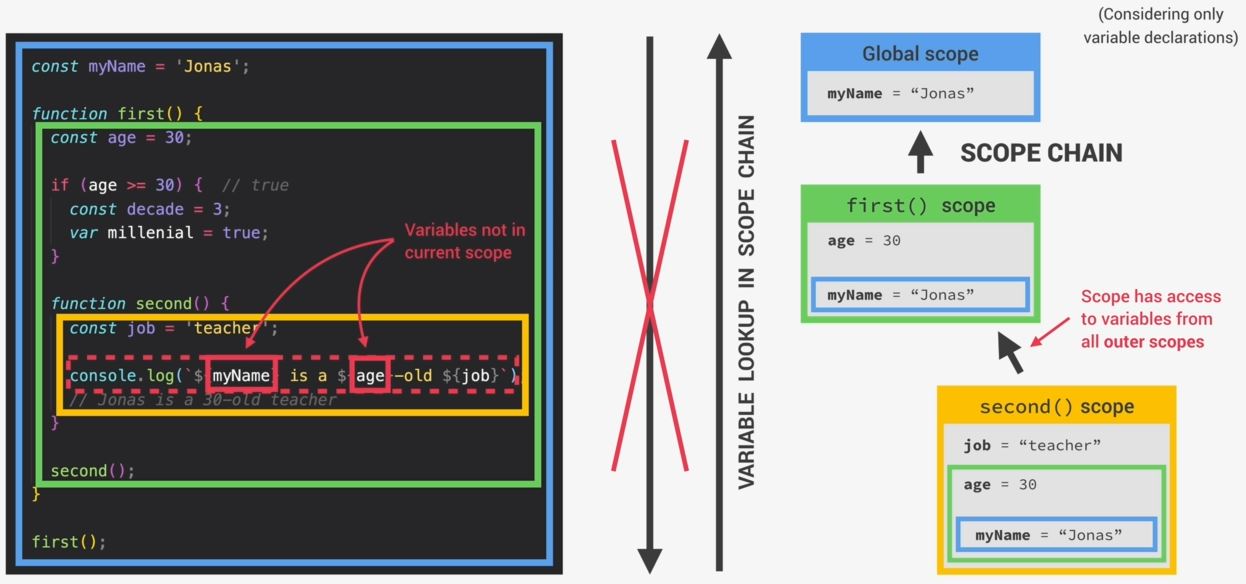 const myName = 'Jonas';
function first() {
const age = 30;
if (age >= 30) { // true
const decade = 3;
var millenial = true;
}
function second() {
const job = 'teacher';
console.log(`${myName} is a ${age}-old ${job}`)
// Jonas is a 30-old teacher
}
second();
}
first();
Variables not in
current scope
VARIABLE LOOKUP IN SCOPE CHAIN
(Considering only
variable declarations)
Global scope
myName = “Jonas”
SCOPE CHAIN
first() scope
age = 30
myName = “Jonas”
Scope has access
to variables from
all outer scopes
second() scope
job = “teacher”
age = 30
myName = “Jonas”